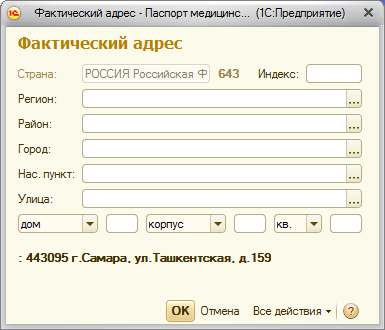 Фактический адрес - Паспорт медицинс... (1С:Предприятие)
Фактический адрес
Страна: РОССИЯ Российская Ф 643 Индекс:
Регион: ...
Район: ...
Город: ...
Нас. пункт: ...
Улица: ...
дом корпус кв.
: 443095 г.Самара, ул.Ташкентская, д.159
OK Отмена Все действия ?